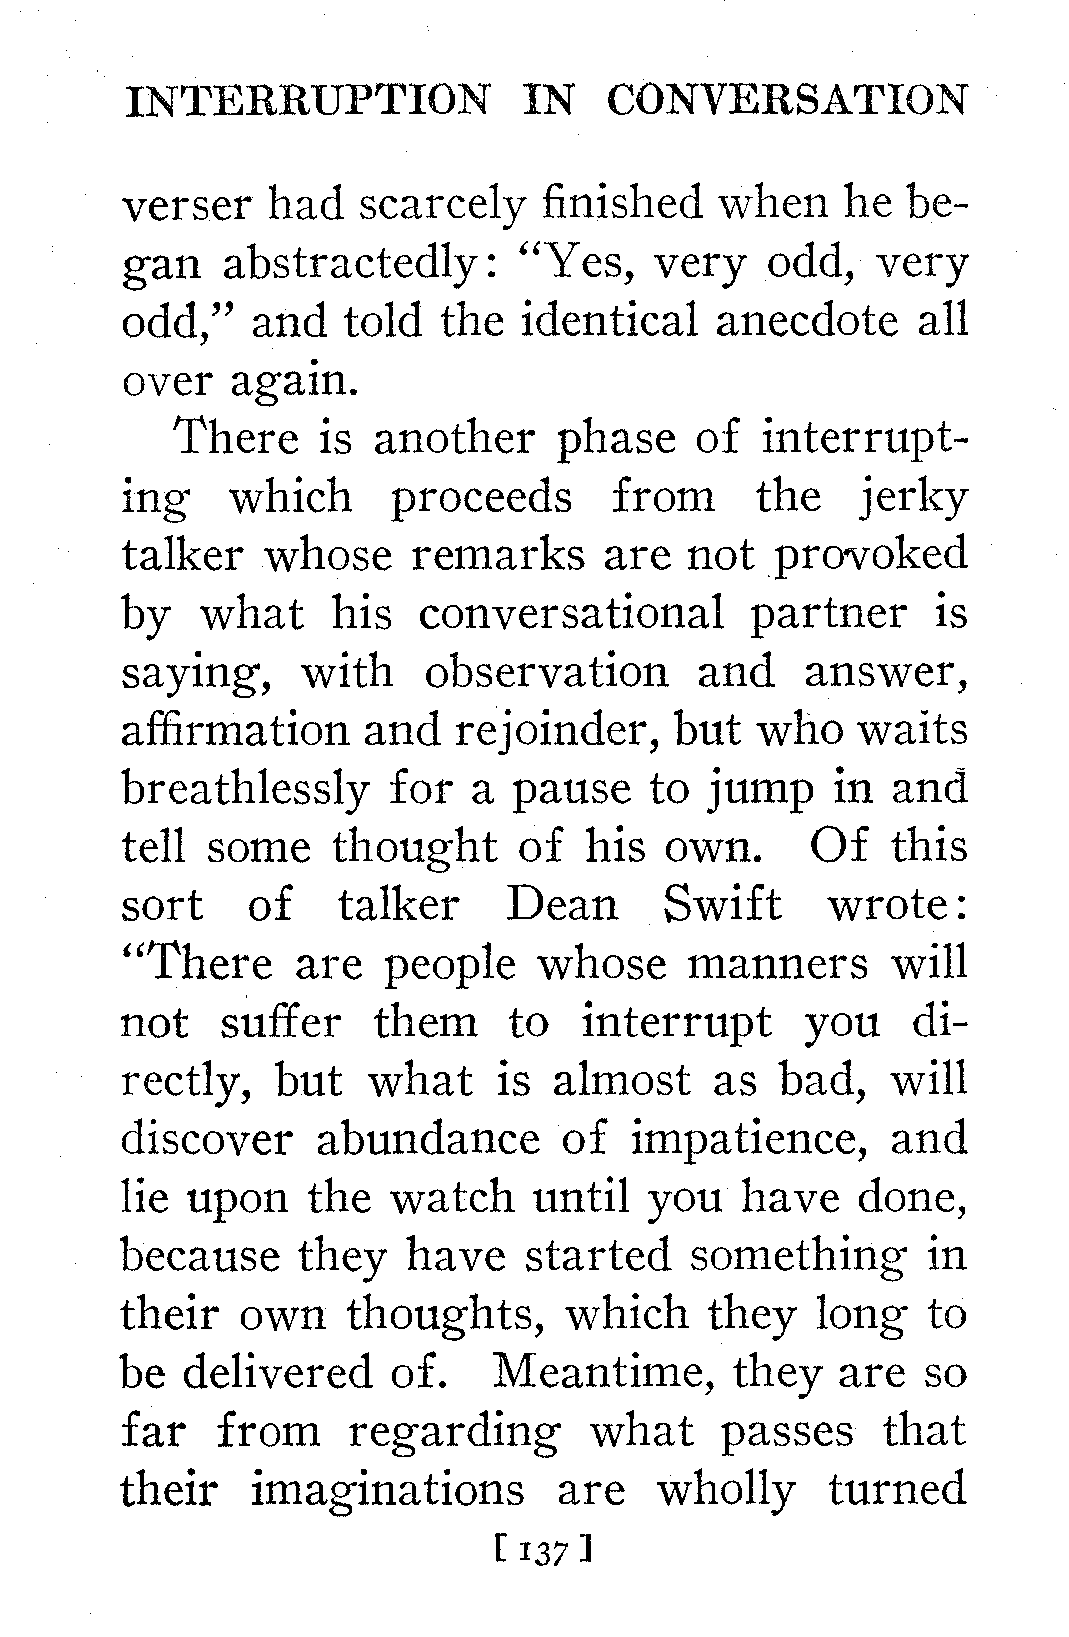 INTERRUPTION IN CONVERSATION
verser had scarcely finished when he be-
gan abstractedly: “Yes, very odd, very
odd,” and told the identical anecdote all
over again.
There is another phase of interrupt-
ing which proceeds from the jerky
talker whose remarks are not provoked
by what his conversational partner is
saying, with observation and answer,
affirmation and rejoinder, but who waits
breathlessly for a pause to jump in and
tell some thought of his own. Of this
sort of talker Dean Swift wrote:
“There are people whose manners will
not suffer them to interrupt you di-
rectly, but what is almost as bad, will
discover abundance of impatience, and
lie upon the watch until you have done,
because they have started something in
their own thoughts, which they long to
be delivered of. Meantime, they are so
far from regarding what passes that
their imaginations are wholly turned
[ 137 ]